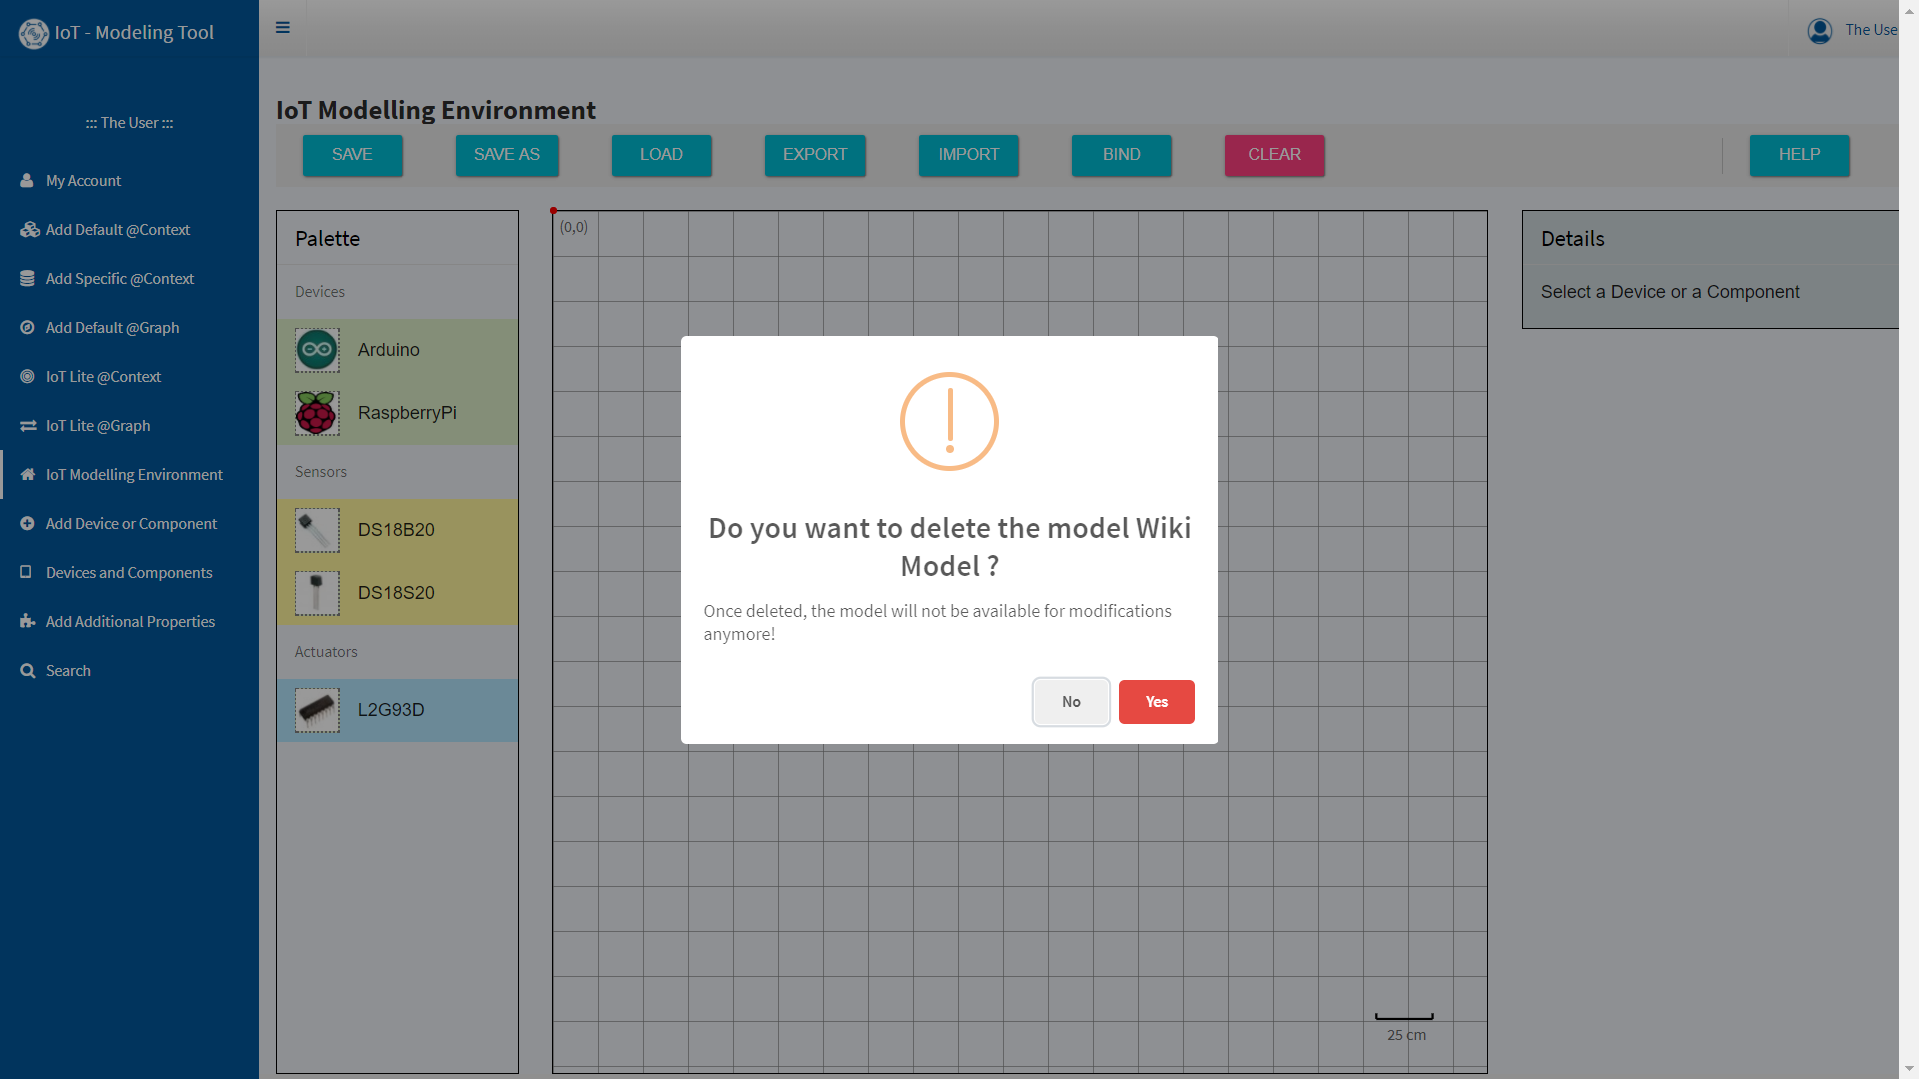 IoT - Modeling Tool
The Use
::: The User :::
My Account
Add Default @Context
Add Specific @Context
Add Default @Graph
IoT Lite @Context
IoT Lite @Graph
IoT Modelling Environment
Add Device or Component
Devices and Components
Add Additional Properties
Search
IoT Modelling Environment
SAVE
SAVE AS
LOAD
EXPORT
IMPORT
BIND
CLEAR
HELP
Palette
Devices
Arduino
RaspberryPi
Sensors
DS18B20
DS18S20
Actuators
L2G93D
(0,0)
Do you want to delete the model Wiki
Model ?
Once deleted, the model will not be available for modifications
anymore!
No
Yes
25 cm
Details
Select a Device or a Component